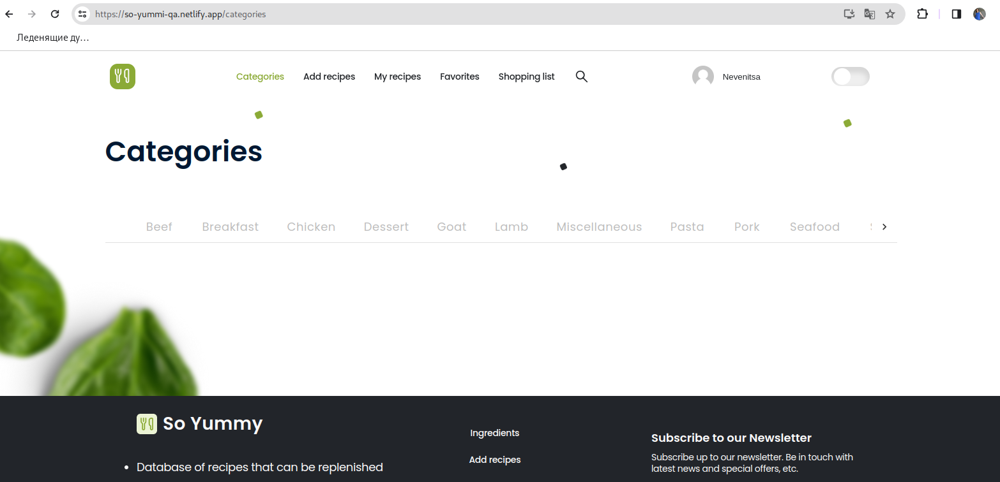 https://so-yummi-qa.netlify.app/categories
Леденящие ду...
Categories Add recipes My recipes Favorites Shopping list Nevenitsa
Categories
Beef Breakfast Chicken Dessert Goat Lamb Miscellaneous Pasta Pork Seafood
So Yummy
Ingredients
Subscribe to our Newsletter
Subscribe up to our newsletter. Be in touch with
latest news and special offers, etc.
Add recipes
• Database of recipes that can be replenished